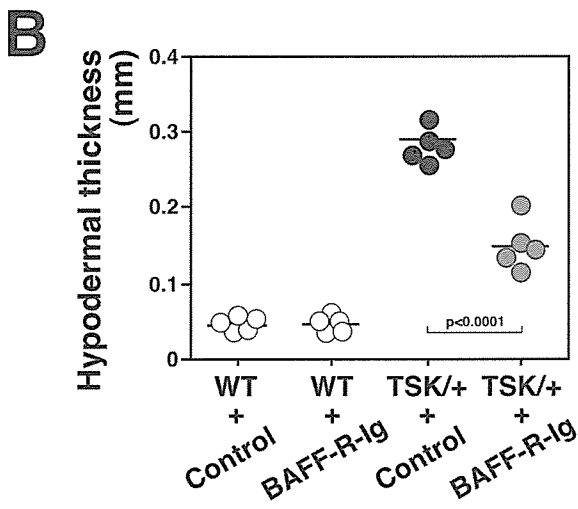 B
Hypodermal thickness
(mm)
0.4
0.3
0.2
0.1
0
p<0.0001
WT
+
Control
WT
+
BAFF-R-Ig
TSK/+
+
Control
TSK/+
+
BAFF-R-Ig